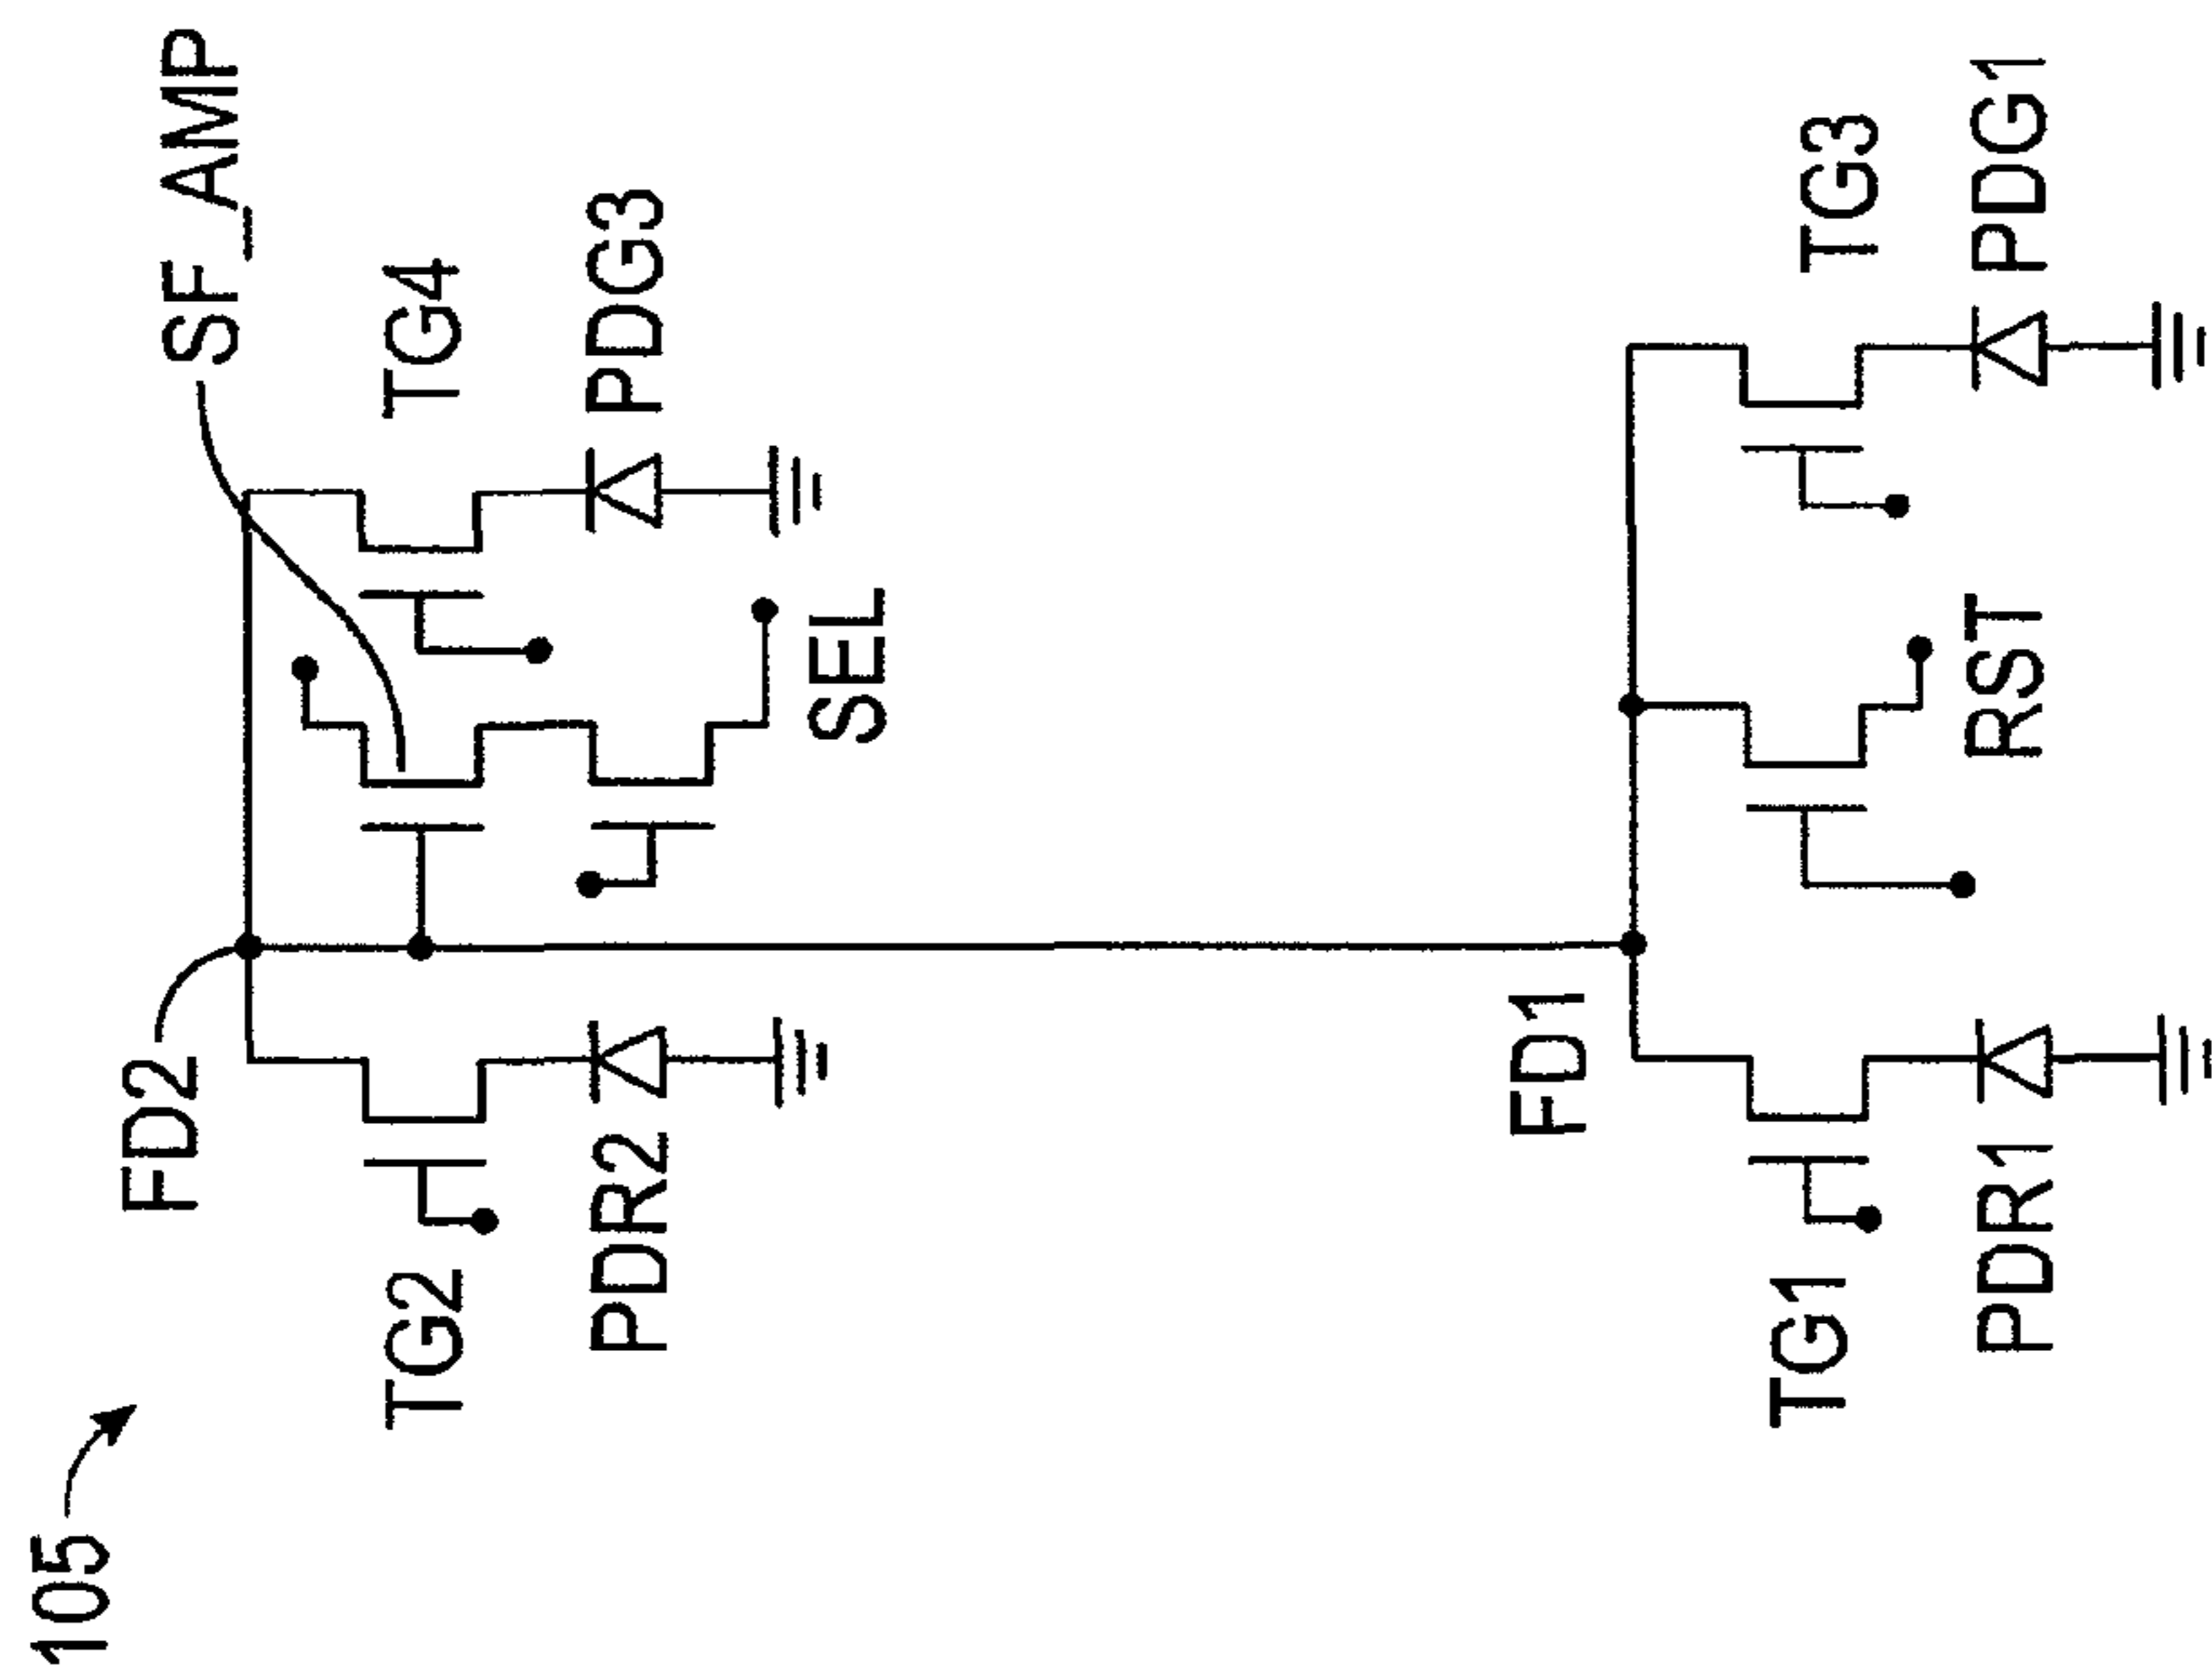 105
FD2
SF_AMP
TG2
TG4
PDR2
PDG3
SEL
FD1
TG1
TG3
RST
PDR1
PDG1